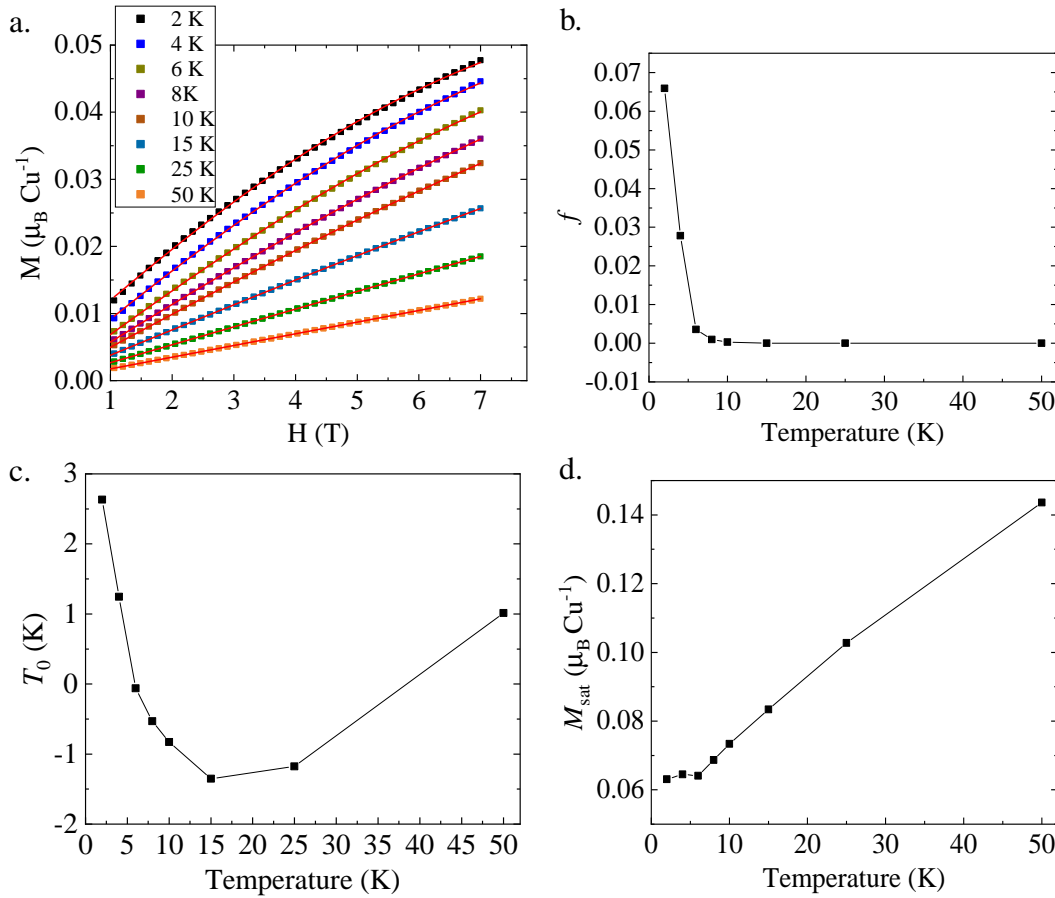 a.
2 K
4 K
6 K
8K
10 K
15 K
25 K
50 K
0.05
0.04
0.03
0.02
0.01
0.00
M (μB Cu-1)
1 2 3 4 5 6 7
H (T)
b.
0.07
0.06
0.05
0.04
0.03
0.02
0.01
0.00
-0.01
f
0 10 20 30 40 50
Temperature (K)
c.
3
2
1
0
-1
-2
T0 (K)
0 5 10 15 20 25 30 35 40 45 50
Temperature (K)
d.
0.14
0.12
0.10
0.08
0.06
Msat (μB Cu-1)
0 10 20 30 40 50
Temperature (K)